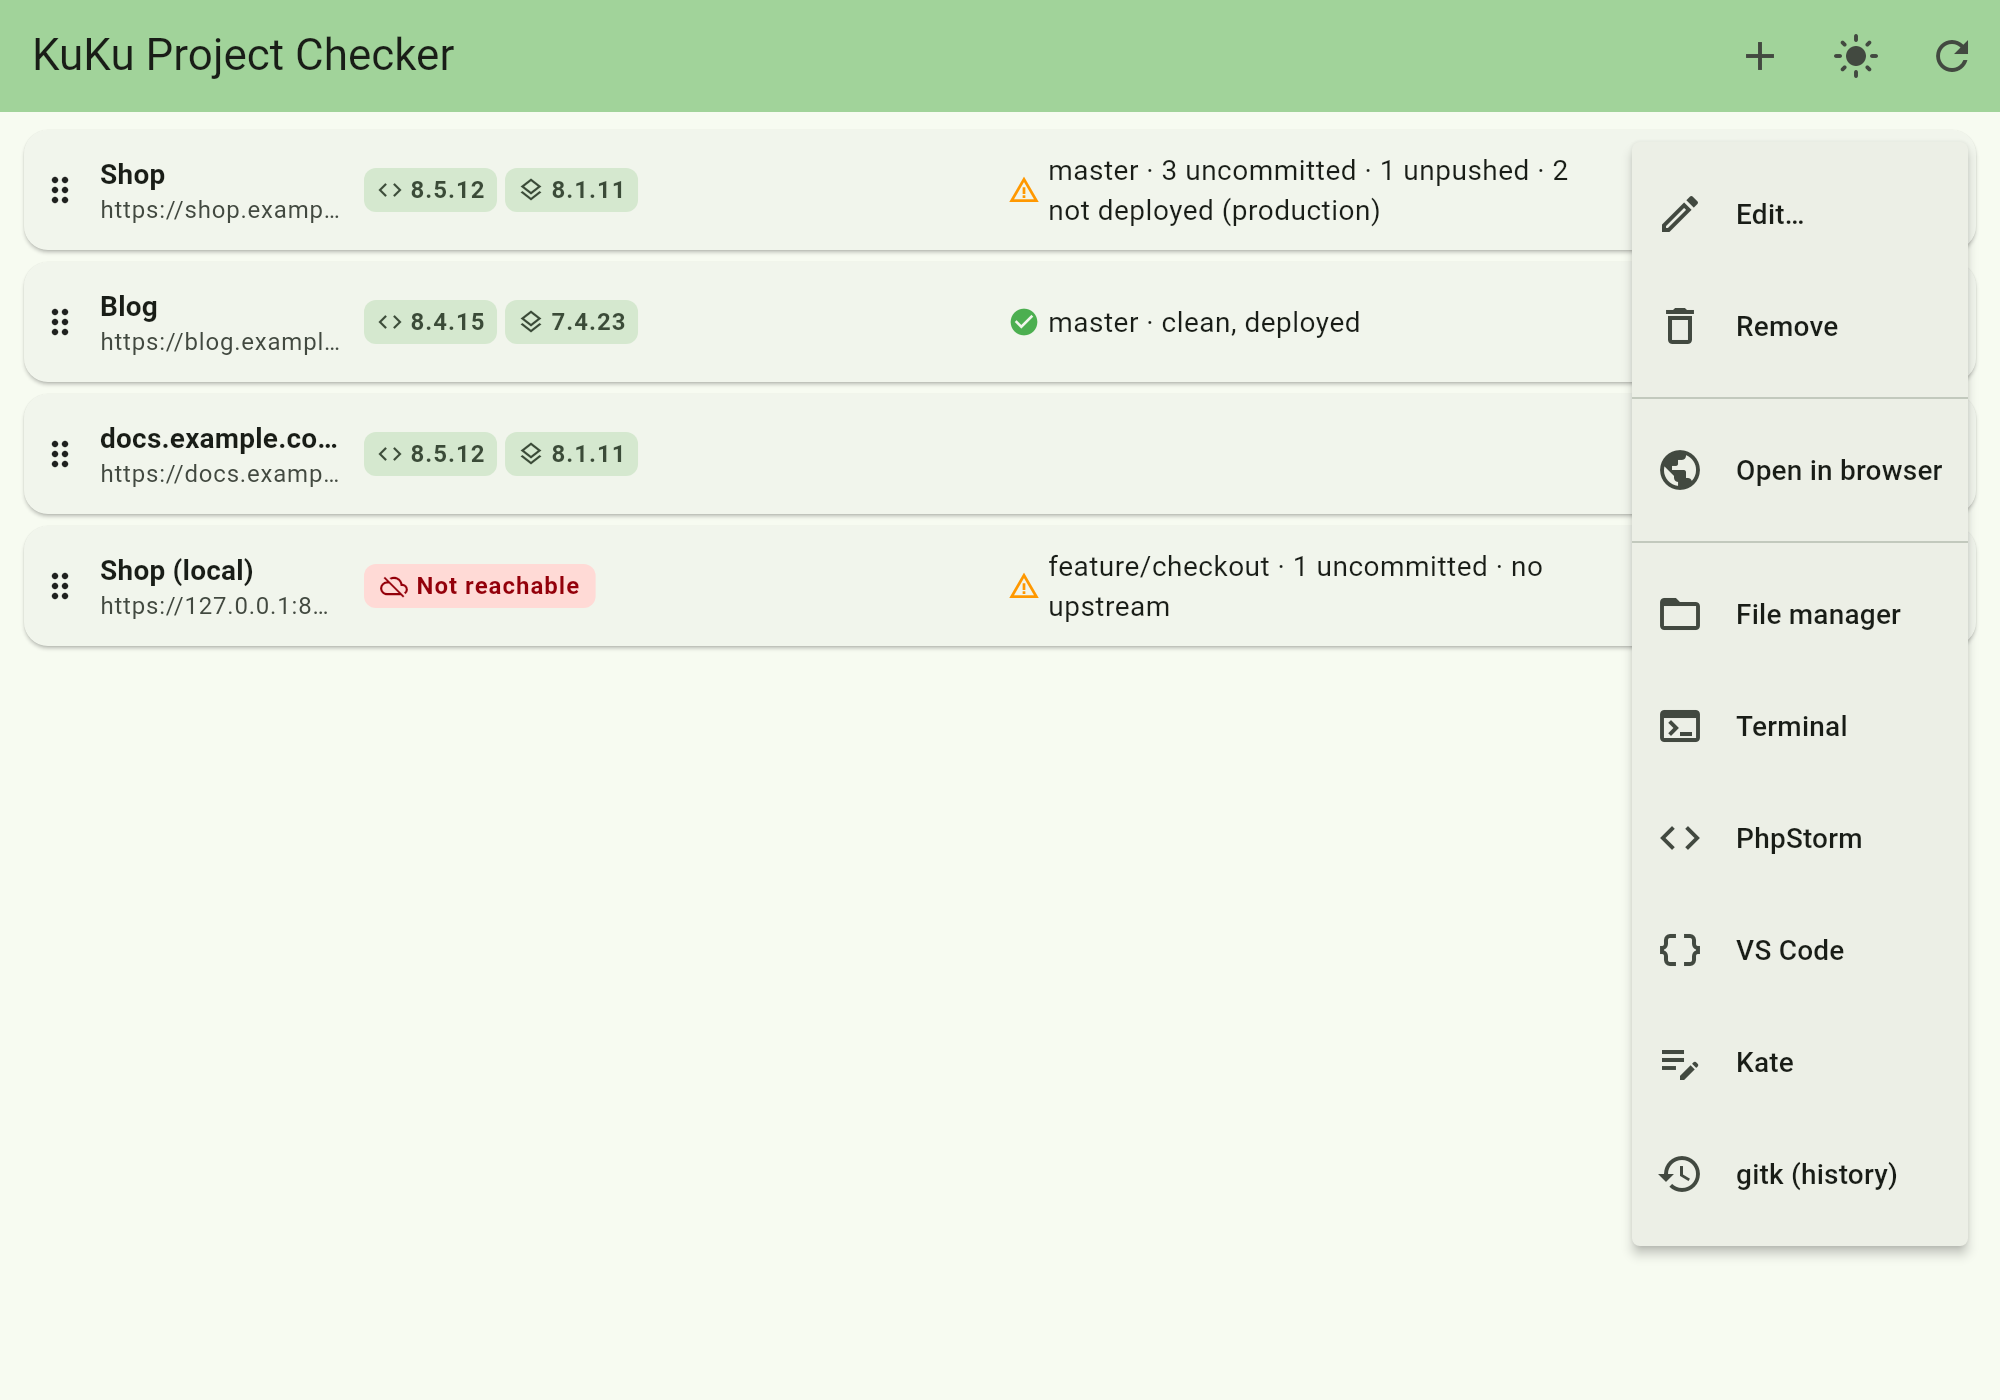 KuKu Project Checker
Shop
https://shop.examp…
8.5.12
8.1.11
master · 3 uncommitted · 1 unpushed · 2
not deployed (production)
Blog
https://blog.exampl…
8.4.15
7.4.23
master · clean, deployed
docs.example.co…
https://docs.examp…
8.5.12
8.1.11
Shop (local)
https://127.0.0.1:8…
Not reachable
feature/checkout · 1 uncommitted · no
upstream
Edit…
Remove
Open in browser
File manager
Terminal
PhpStorm
VS Code
Kate
gitk (history)